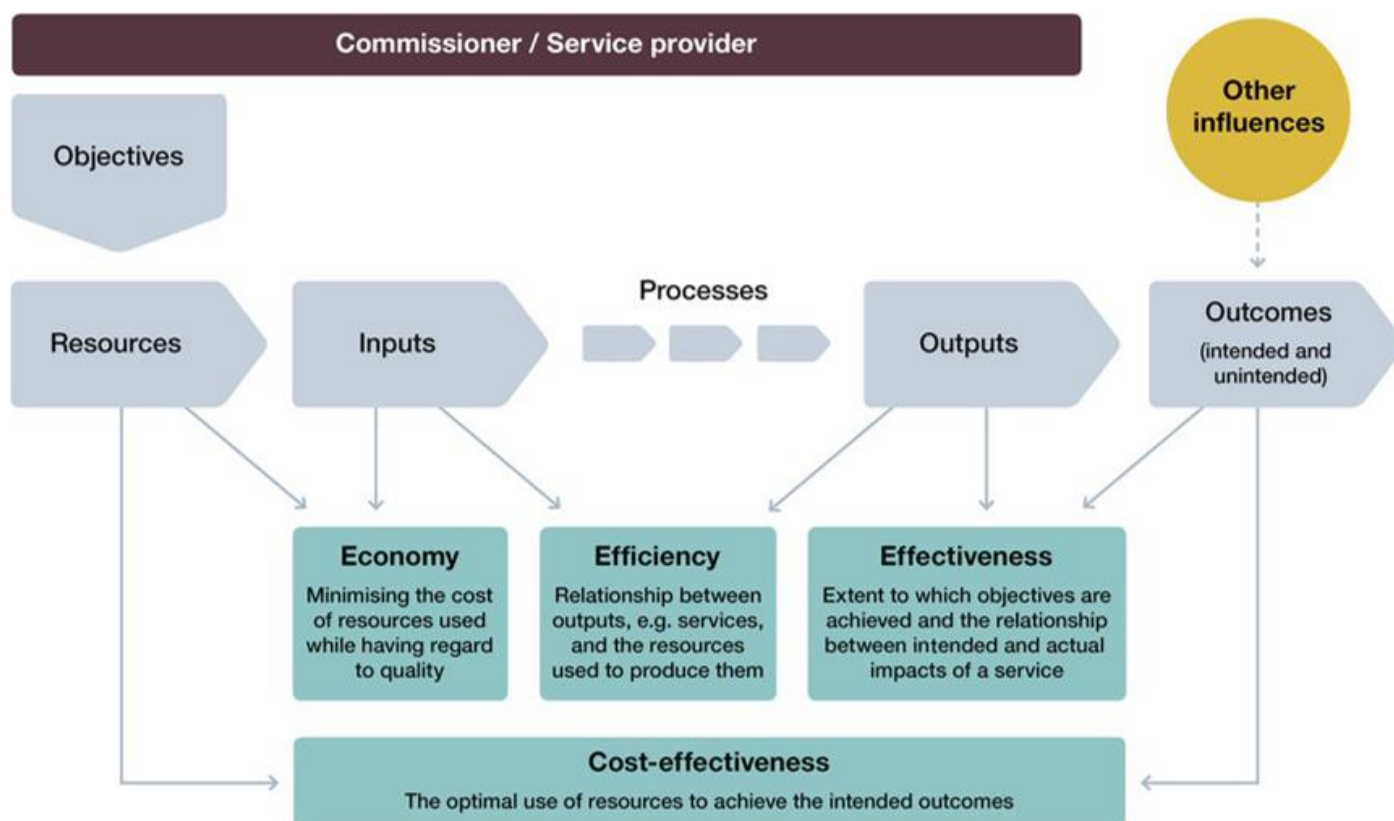 Commissioner / Service provider
Other
influences
Objectives
Resources
Inputs
Processes
Outputs
Outcomes
(intended and
unintended)
Economy
Minimising the cost
of resources used
while having regard
to quality
Efficiency
Relationship between
outputs, e.g. services,
and the resources
used to produce them
Effectiveness
Extent to which objectives are
achieved and the relationship
between intended and actual
impacts of a service
Cost-effectiveness
The optimal use of resources to achieve the intended outcomes